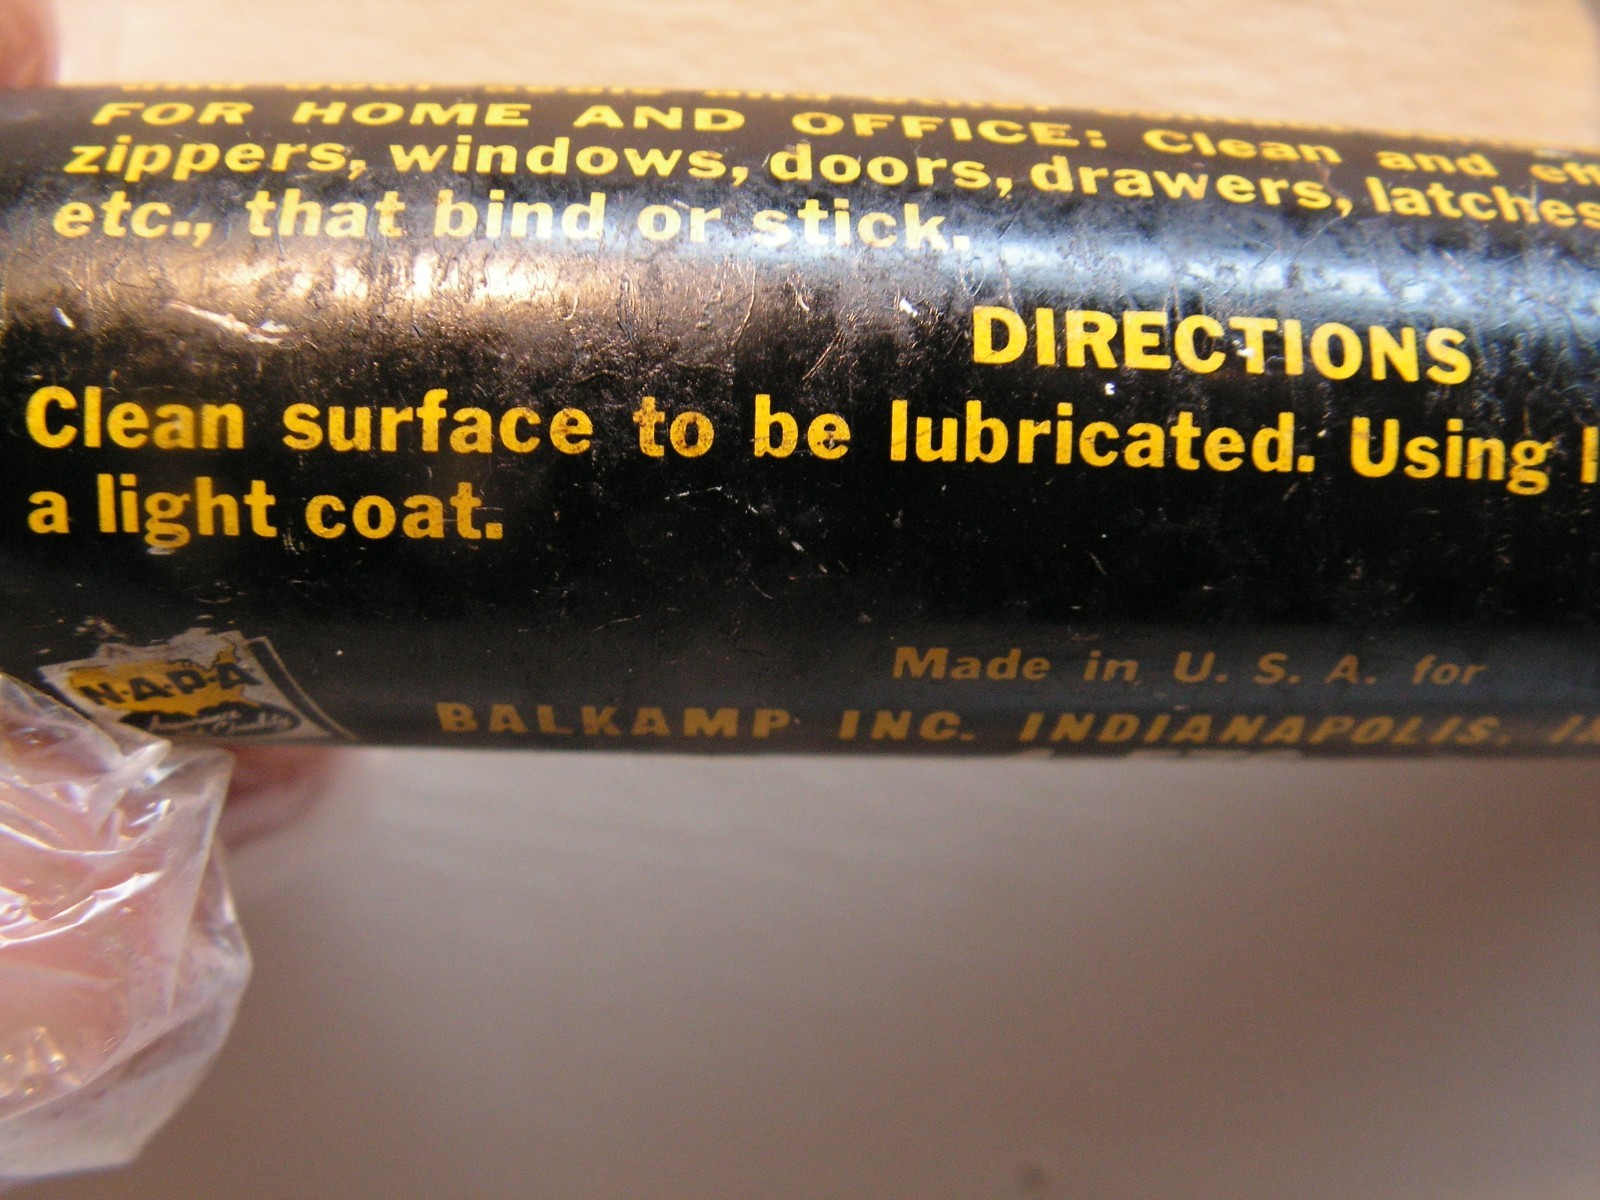 FOR HOME AND OFFICE: Clean and
zippers, windows, doors, drawers, latches
etc., that bind or stick.
DIRECTIONS
Clean surface to be lubricated. Using
a light coat.
N·A·P·A
Made in U. S. A. for
BALKAMP INC. INDIANAPOLIS,